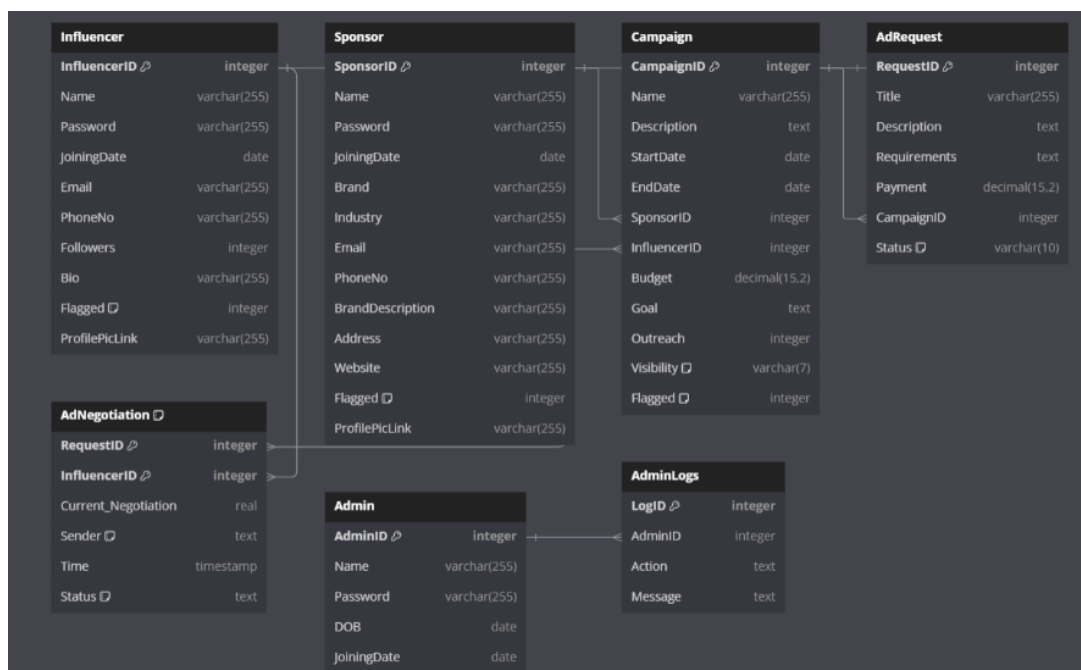 Influencer
InfluencerID integer
Name varchar(255)
Password varchar(255)
JoiningDate date
Email varchar(255)
PhoneNo varchar(255)
Followers integer
Bio varchar(255)
Flagged integer
ProfilePicLink varchar(255)
Sponsor
SponsorID integer
Name varchar(255)
Password varchar(255)
JoiningDate date
Brand varchar(255)
Industry varchar(255)
Email varchar(255)
PhoneNo varchar(255)
BrandDescription varchar(255)
Address varchar(255)
Website varchar(255)
Flagged integer
ProfilePicLink varchar(255)
Campaign
CampaignID integer
Name varchar(255)
Description text
StartDate date
EndDate date
SponsorID integer
InfluencerID integer
Budget decimal(15,2)
Goal text
Outreach integer
Visibility varchar(7)
Flagged integer
AdRequest
RequestID integer
Title varchar(255)
Description text
Requirements text
Payment decimal(15,2)
CampaignID integer
Status varchar(10)
AdNegotiation
RequestID integer
InfluencerID integer
Current_Negotiation real
Sender text
Time timestamp
Status text
Admin
AdminID integer
Name varchar(255)
Password varchar(255)
DOB date
JoiningDate date
AdminLogs
LogID integer
AdminID integer
Action text
Message text